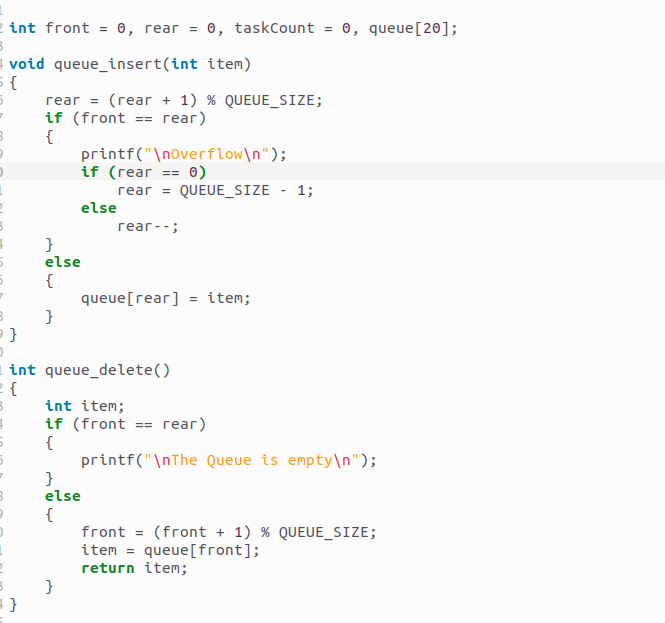 int front = 0, rear = 0, taskCount = 0, queue[20];
void queue_insert(int item)
{
    rear = (rear + 1) % QUEUE_SIZE;
    if (front == rear)
    {
        printf("\nOverflow\n");
        if (rear == 0)
            rear = QUEUE_SIZE - 1;
        else
            rear--;
    }
    else
    {
        queue[rear] = item;
    }
}
int queue_delete()
{
    int item;
    if (front == rear)
    {
        printf("\nThe Queue is empty\n");
    }
    else
    {
        front = (front + 1) % QUEUE_SIZE;
        item = queue[front];
        return item;
    }
}